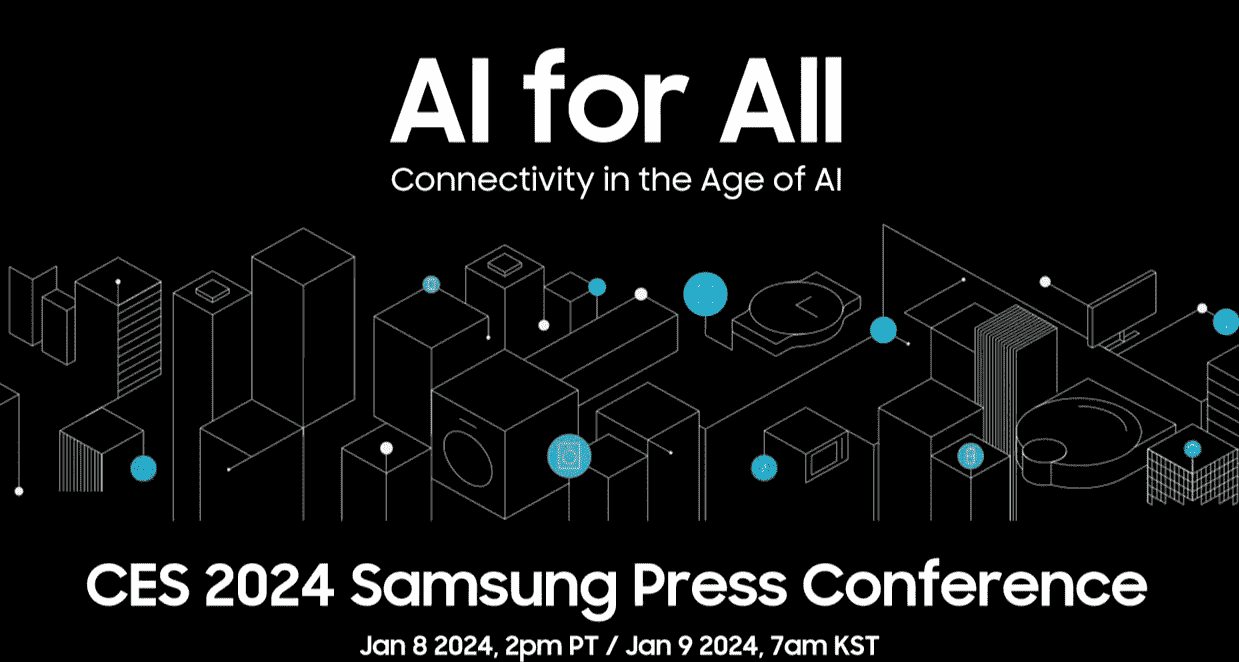 AI for All
Connectivity in the Age of AI
CES 2024 Samsung Press Conference
Jan 8 2024, 2pm PT / Jan 9 2024, 7am KST